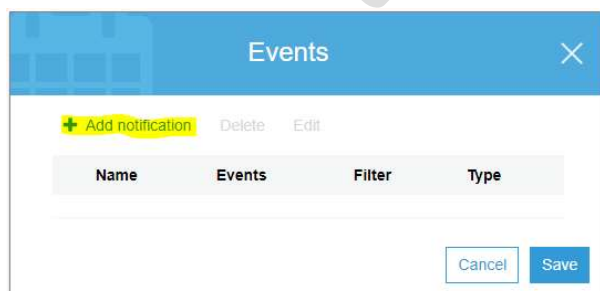 Events
+ Add notification Delete Edit
Name Events Filter Type
Cancel Save